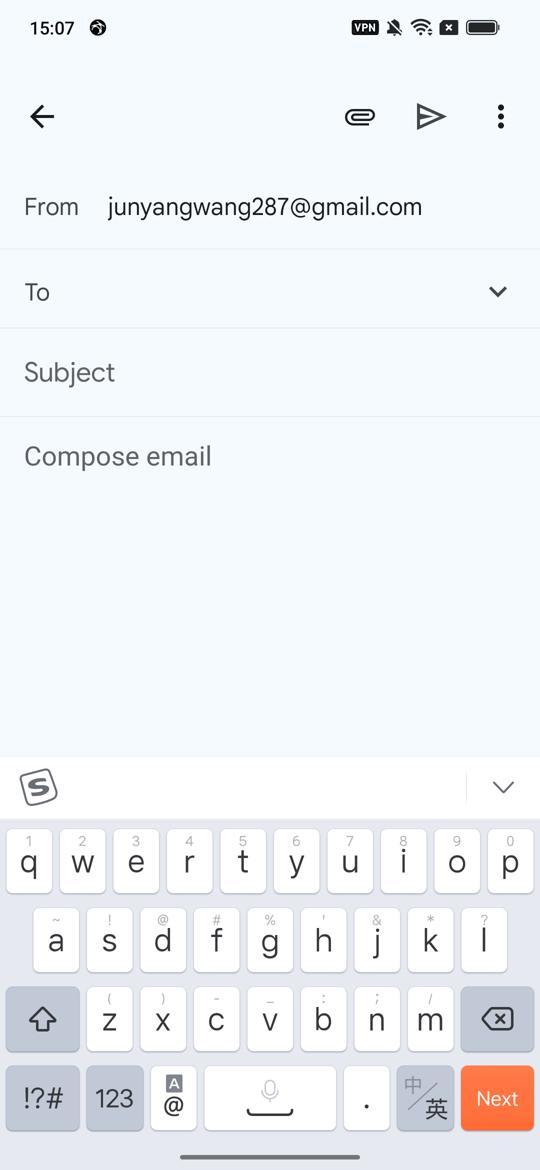 15:07 VPN
From junyangwang287@gmail.com
To
Subject
Compose email
S
1 2 3 4 5 6 7 8 9 0
q w e r t y u i o p
~ ! @ # % ' & * ?
a s d f g h j k l
( ) - _ : ; /
z x c v b n m
!?# 123 A @ . 中/英 Next